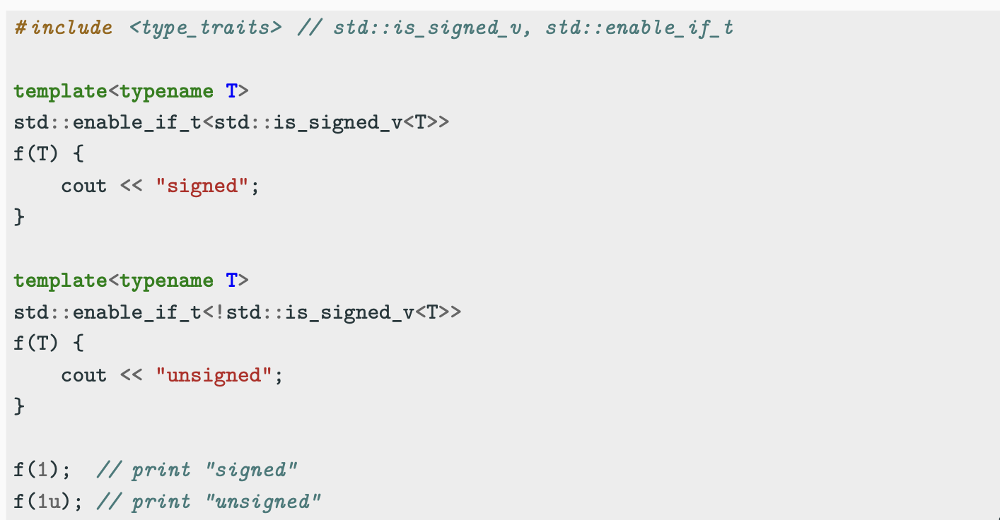 #include <type_traits> // std::is_signed_v, std::enable_if_t
template<typename T>
std::enable_if_t<std::is_signed_v<T>>
f(T) {
    cout << "signed";
}
template<typename T>
std::enable_if_t<!std::is_signed_v<T>>
f(T) {
    cout << "unsigned";
}
f(1);  // print "signed"
f(1u); // print "unsigned"